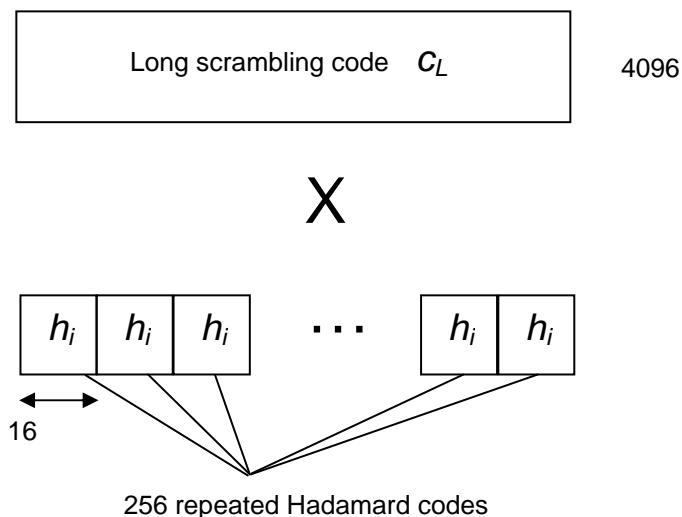 Long scrambling code c_L
4096
X
h_i h_i h_i ... h_i h_i
16
256 repeated Hadamard codes